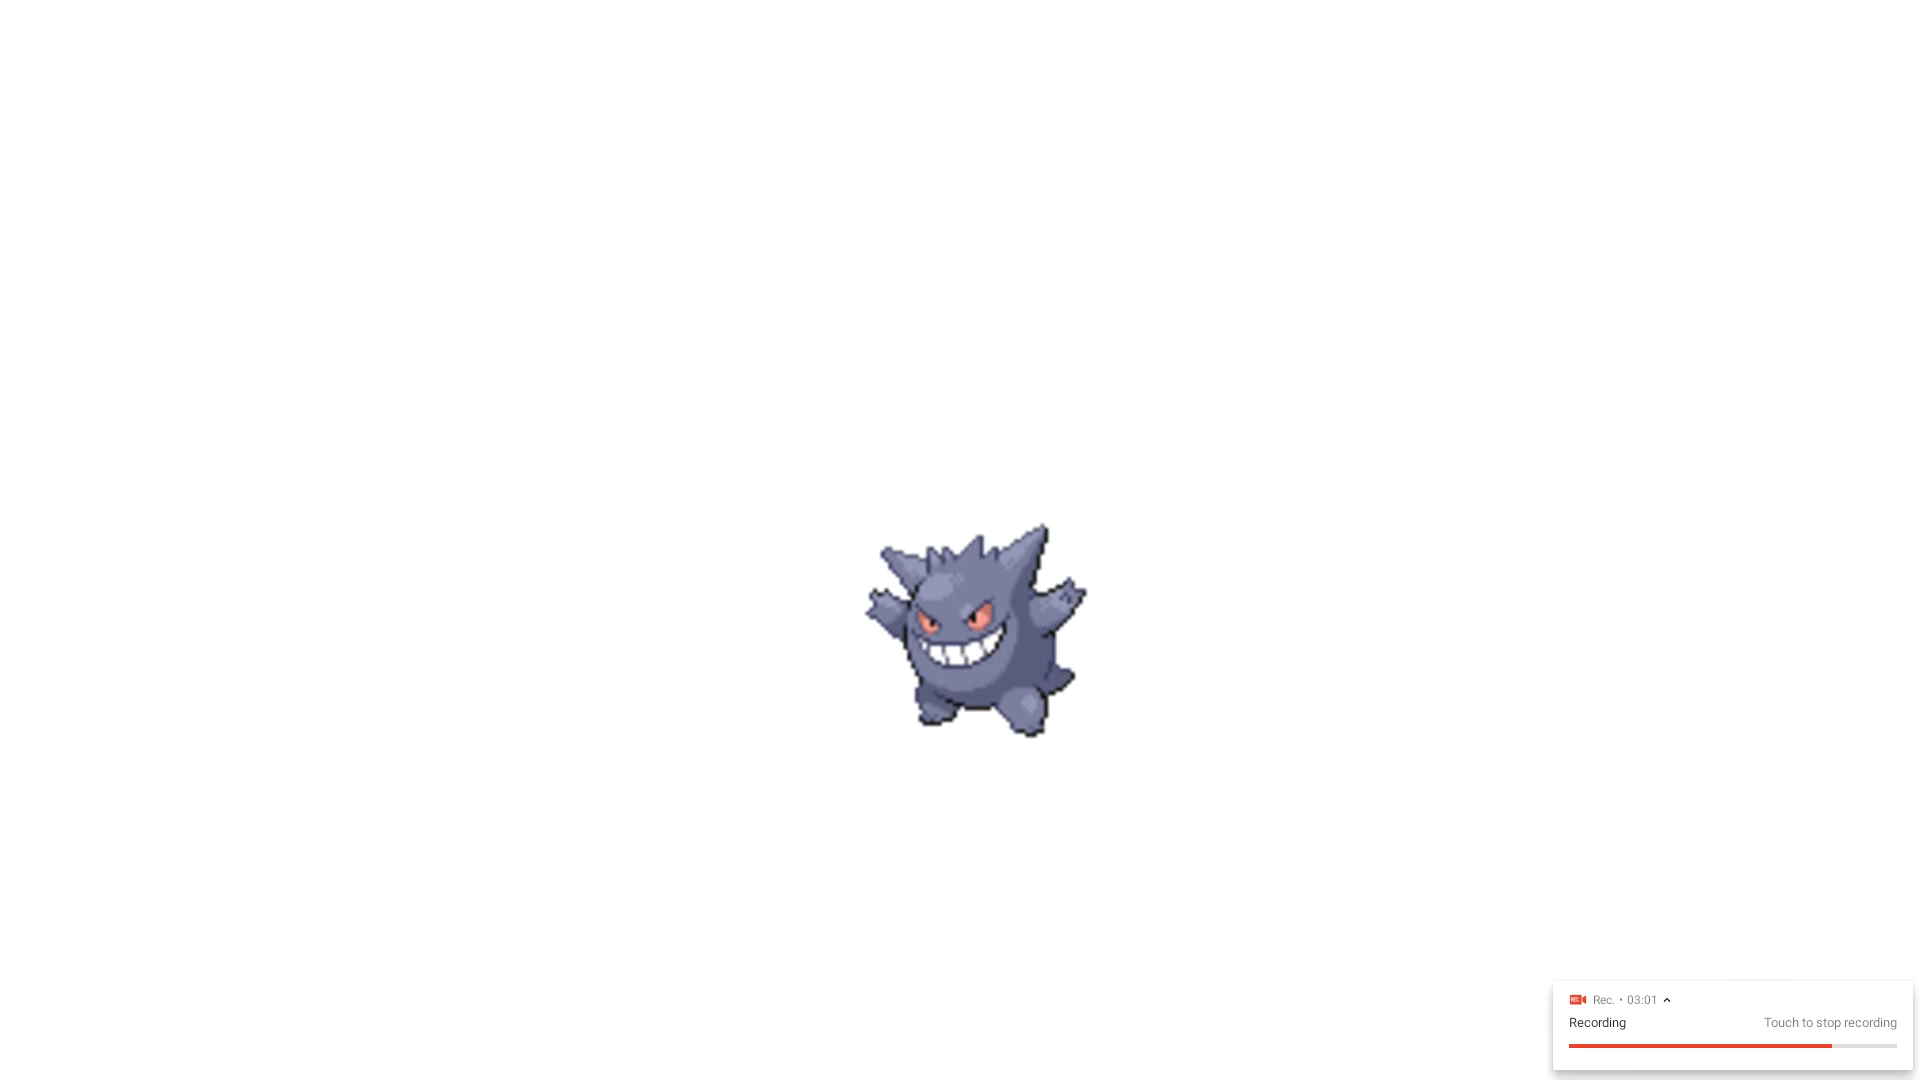 Rec. • 03:01
Recording Touch to stop recording